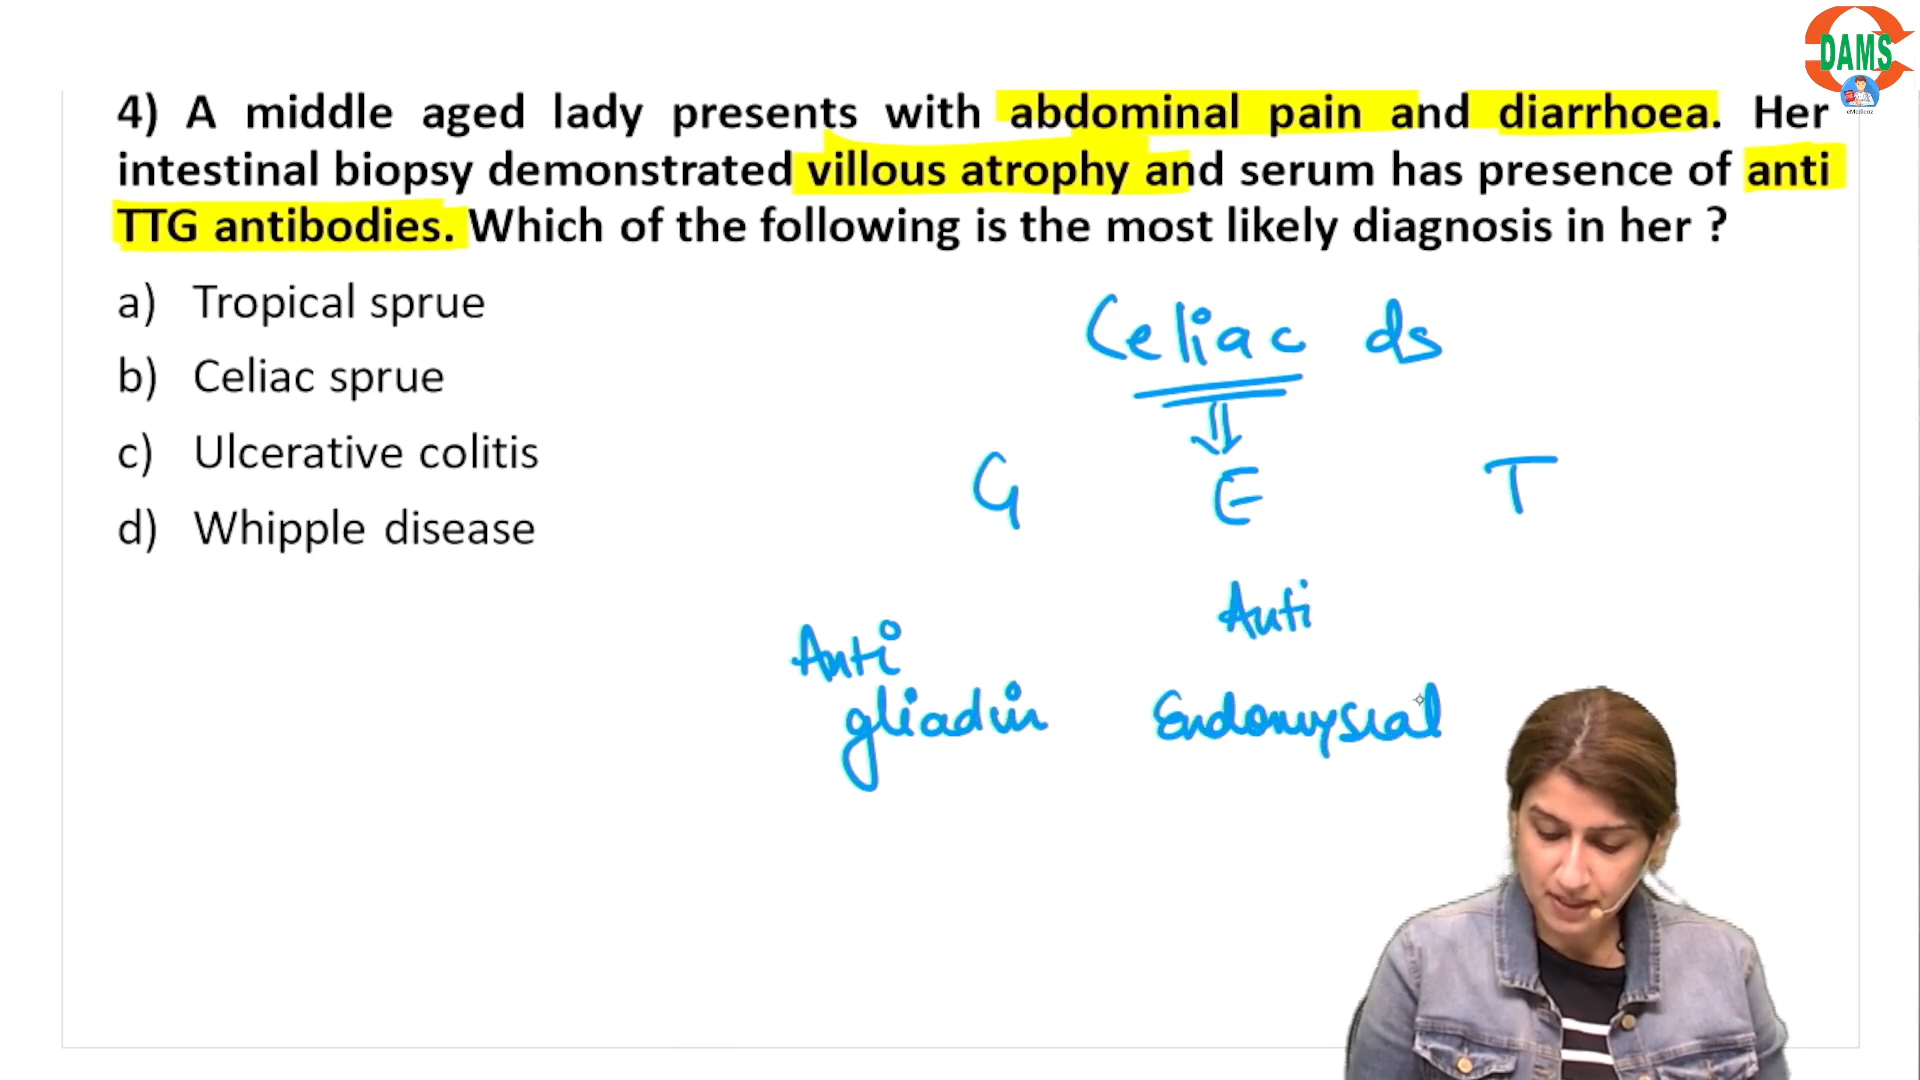 DAMS
eMedicoz
4) A middle aged lady presents with abdominal pain and diarrhoea. Her
intestinal biopsy demonstrated villous atrophy and serum has presence of anti
TTG antibodies. Which of the following is the most likely diagnosis in her ?
a) Tropical sprue
b) Celiac sprue
c) Ulcerative colitis
d) Whipple disease
Celiac ds
G E T
Anti gliadin
Anti Endomysial